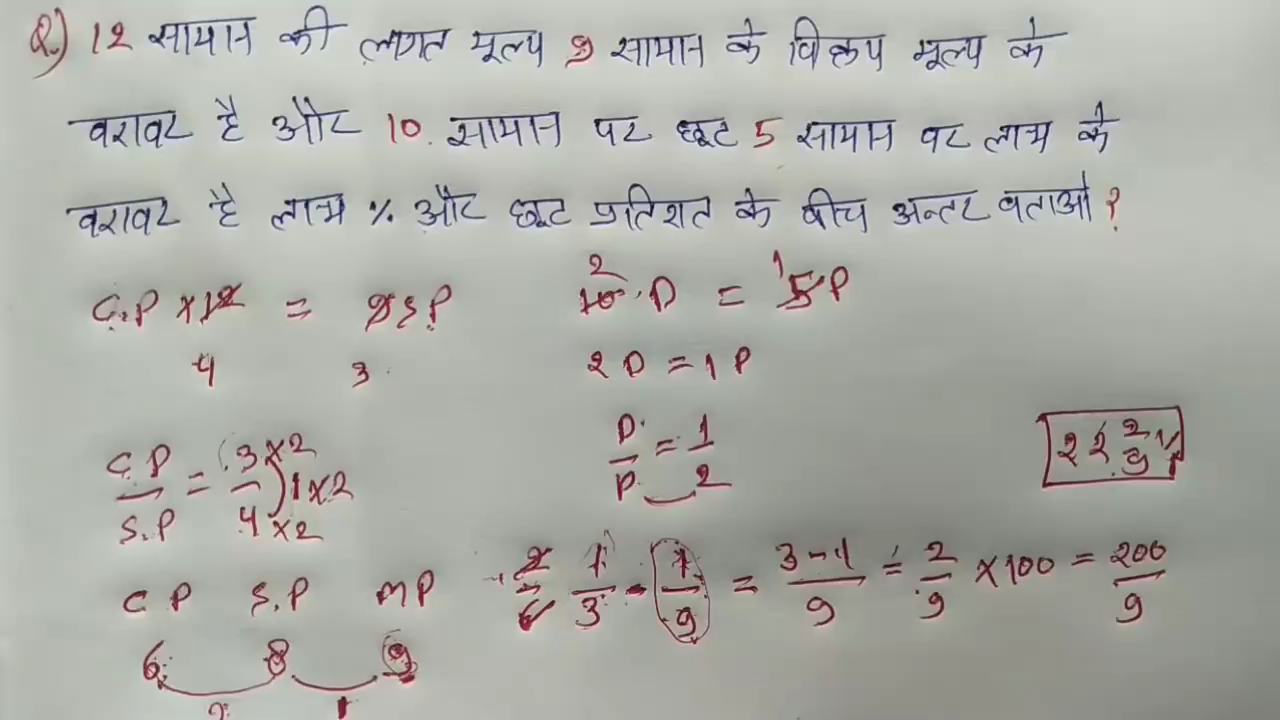 Q.) 12 सामान की लागत मूल्य 9 सामान के विक्रय मूल्य के
बराबर है और 10 सामान पर छूट 5 सामान पर लाभ के
बराबर है लाभ % और छूट प्रतिशत के बीच अन्तर बताओ ?
C.P × 12 = 9 S.P
4 3
2 1
10 D = 5 P
2 D = 1 P
D/P = 1/2
C.P/S.P = 3×2/4×2 1×2
22 2/9 %
C P S.P M P
6 8 9
2 1
2/6 1/3 - 1/9 = 3-1/9 = 2/9 × 100 = 200/9